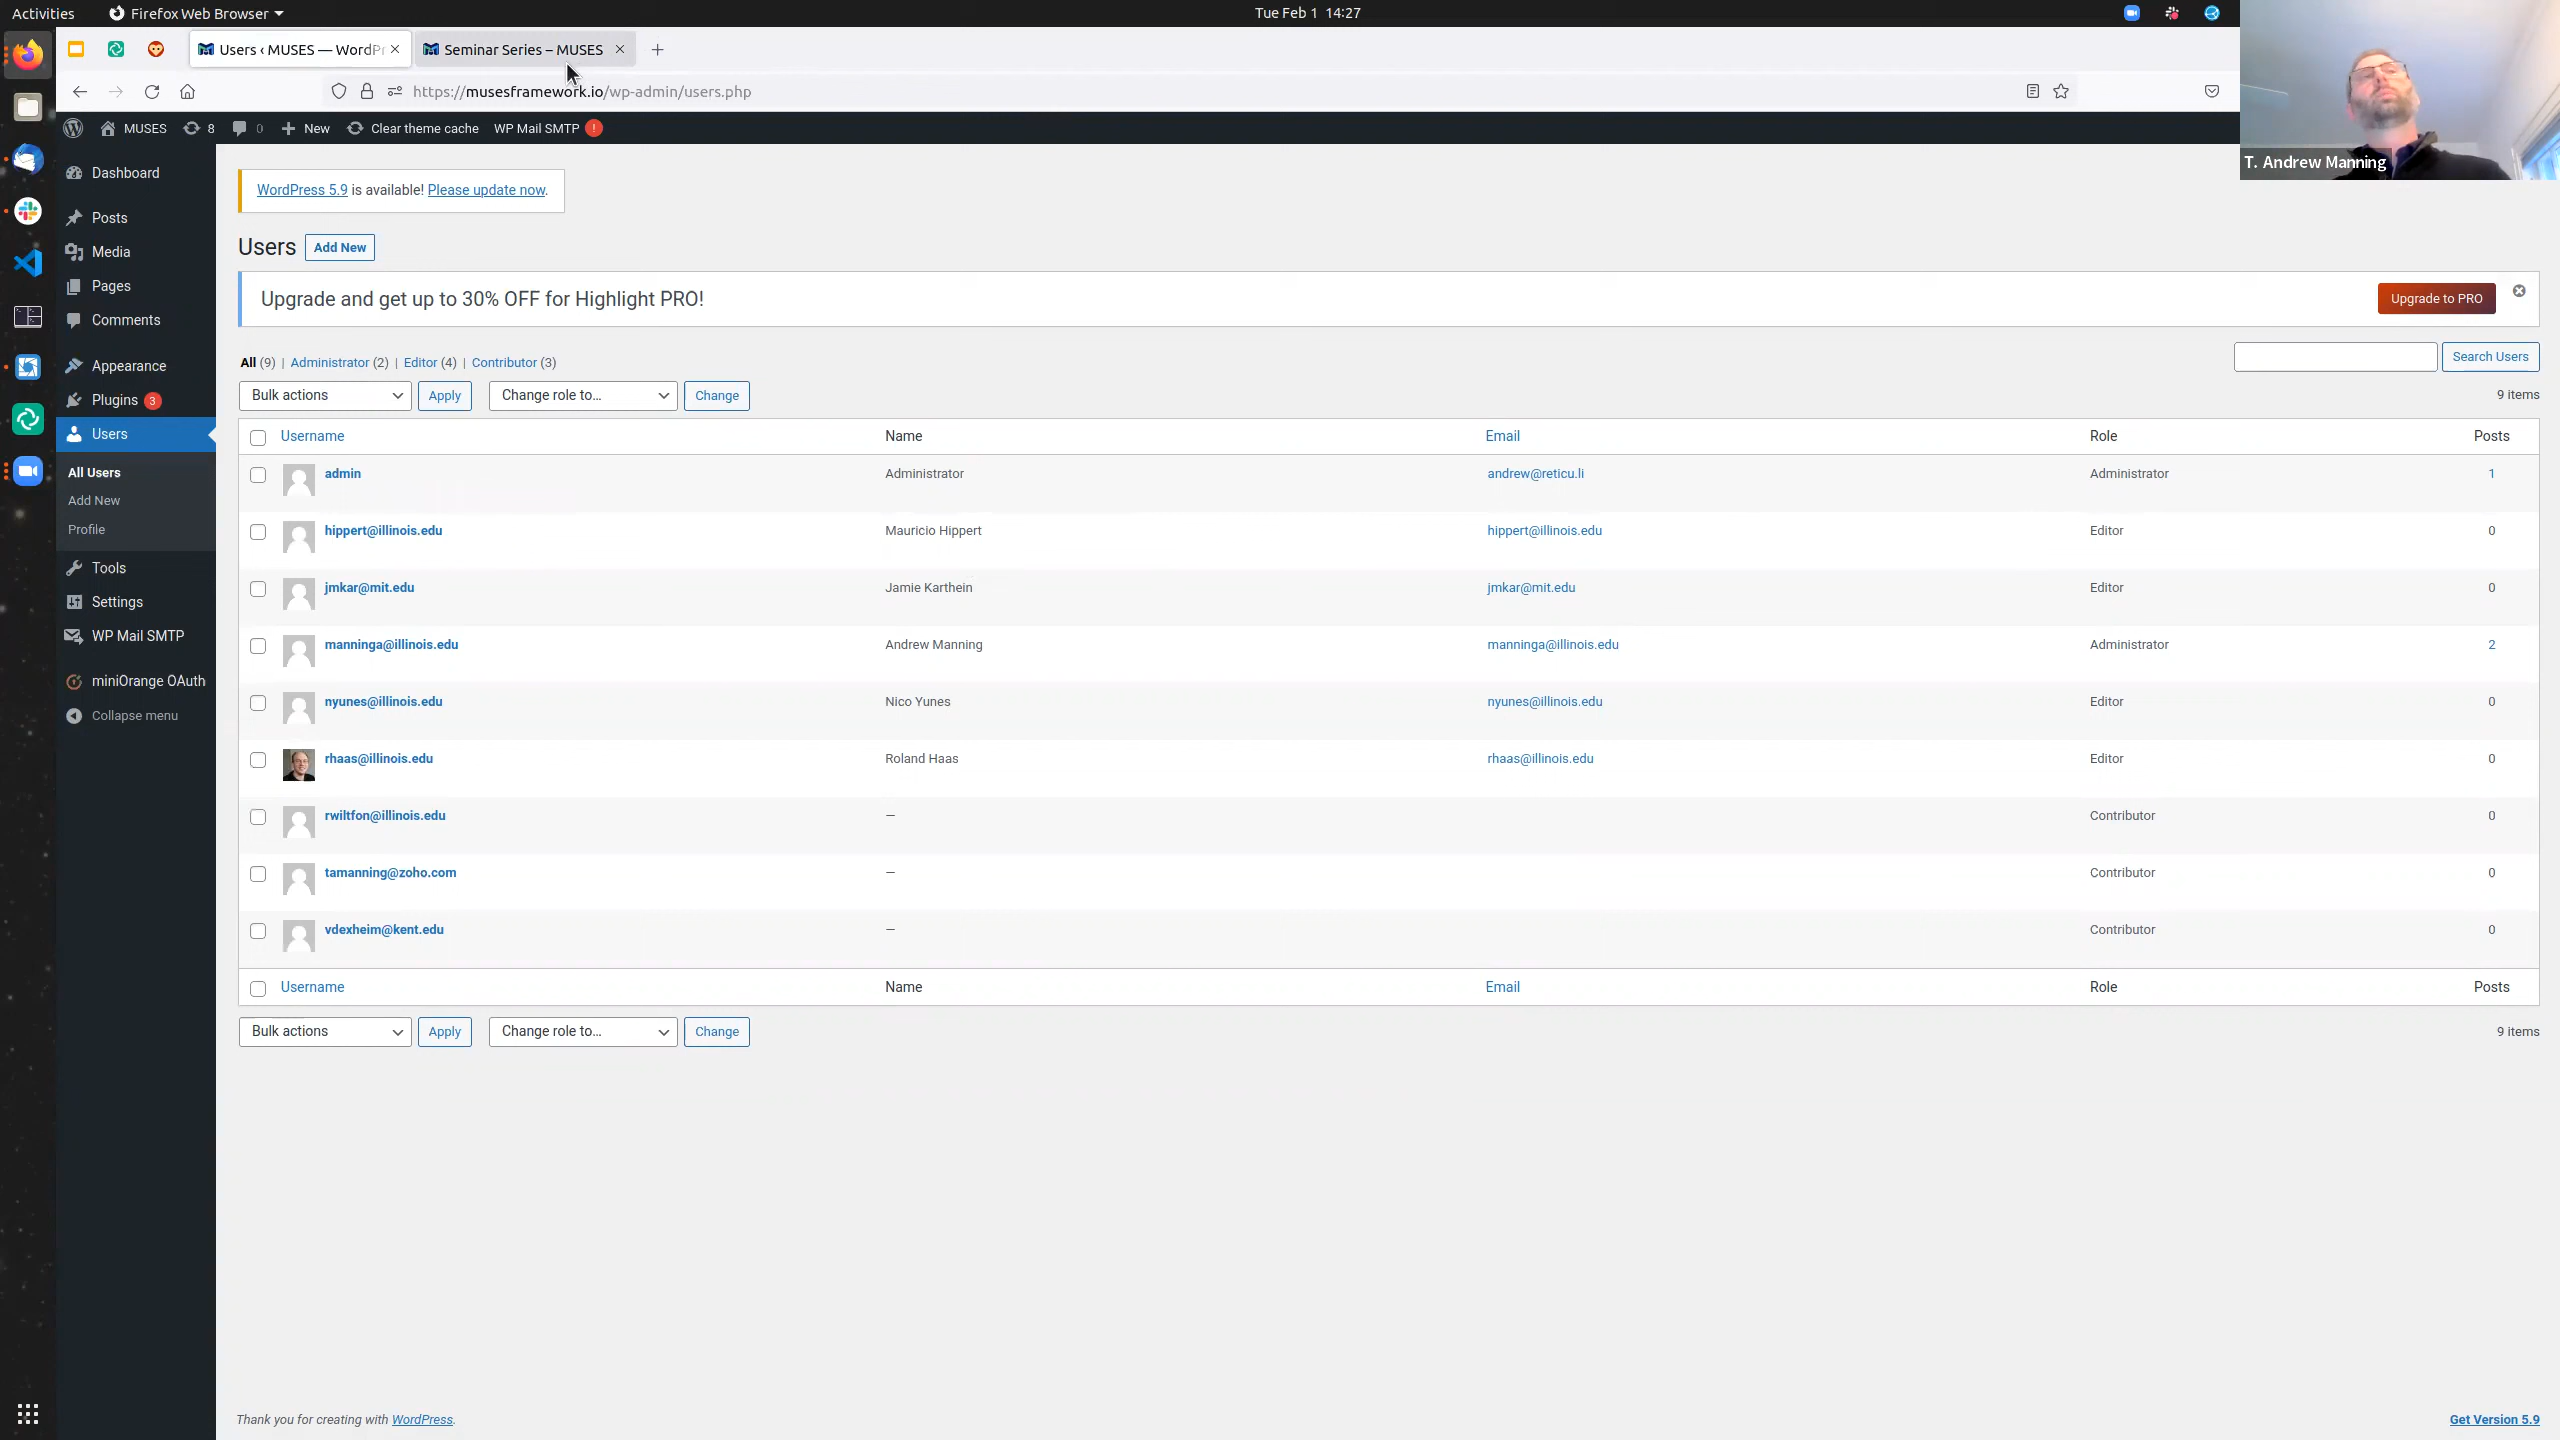 Activities
Firefox Web Browser
Tue Feb 1 14:27
Users ‹ MUSES — WordPr
Seminar Series – MUSES
https://musesframework.io/wp-admin/users.php
MUSES
8
0
New
Clear theme cache
WP Mail SMTP !
T. Andrew Manning
Dashboard
Posts
Media
Pages
Comments
Appearance
Plugins 3
Users
All Users
Add New
Profile
Tools
Settings
WP Mail SMTP
miniOrange OAuth
Collapse menu
WordPress 5.9 is available! Please update now.
Users Add New
Upgrade and get up to 30% OFF for Highlight PRO!
Upgrade to PRO
All (9) | Administrator (2) | Editor (4) | Contributor (3)
Search Users
Bulk actions Apply Change role to... Change
9 items
Username Name Email Role Posts
admin Administrator andrew@reticu.li Administrator 1
hippert@illinois.edu Mauricio Hippert hippert@illinois.edu Editor 0
jmkar@mit.edu Jamie Karthein jmkar@mit.edu Editor 0
manninga@illinois.edu Andrew Manning manninga@illinois.edu Administrator 2
nyunes@illinois.edu Nico Yunes nyunes@illinois.edu Editor 0
rhaas@illinois.edu Roland Haas rhaas@illinois.edu Editor 0
rwiltfon@illinois.edu — Contributor 0
tamanning@zoho.com — Contributor 0
vdexheim@kent.edu — Contributor 0
Username Name Email Role Posts
Bulk actions Apply Change role to... Change
9 items
Thank you for creating with WordPress.
Get Version 5.9